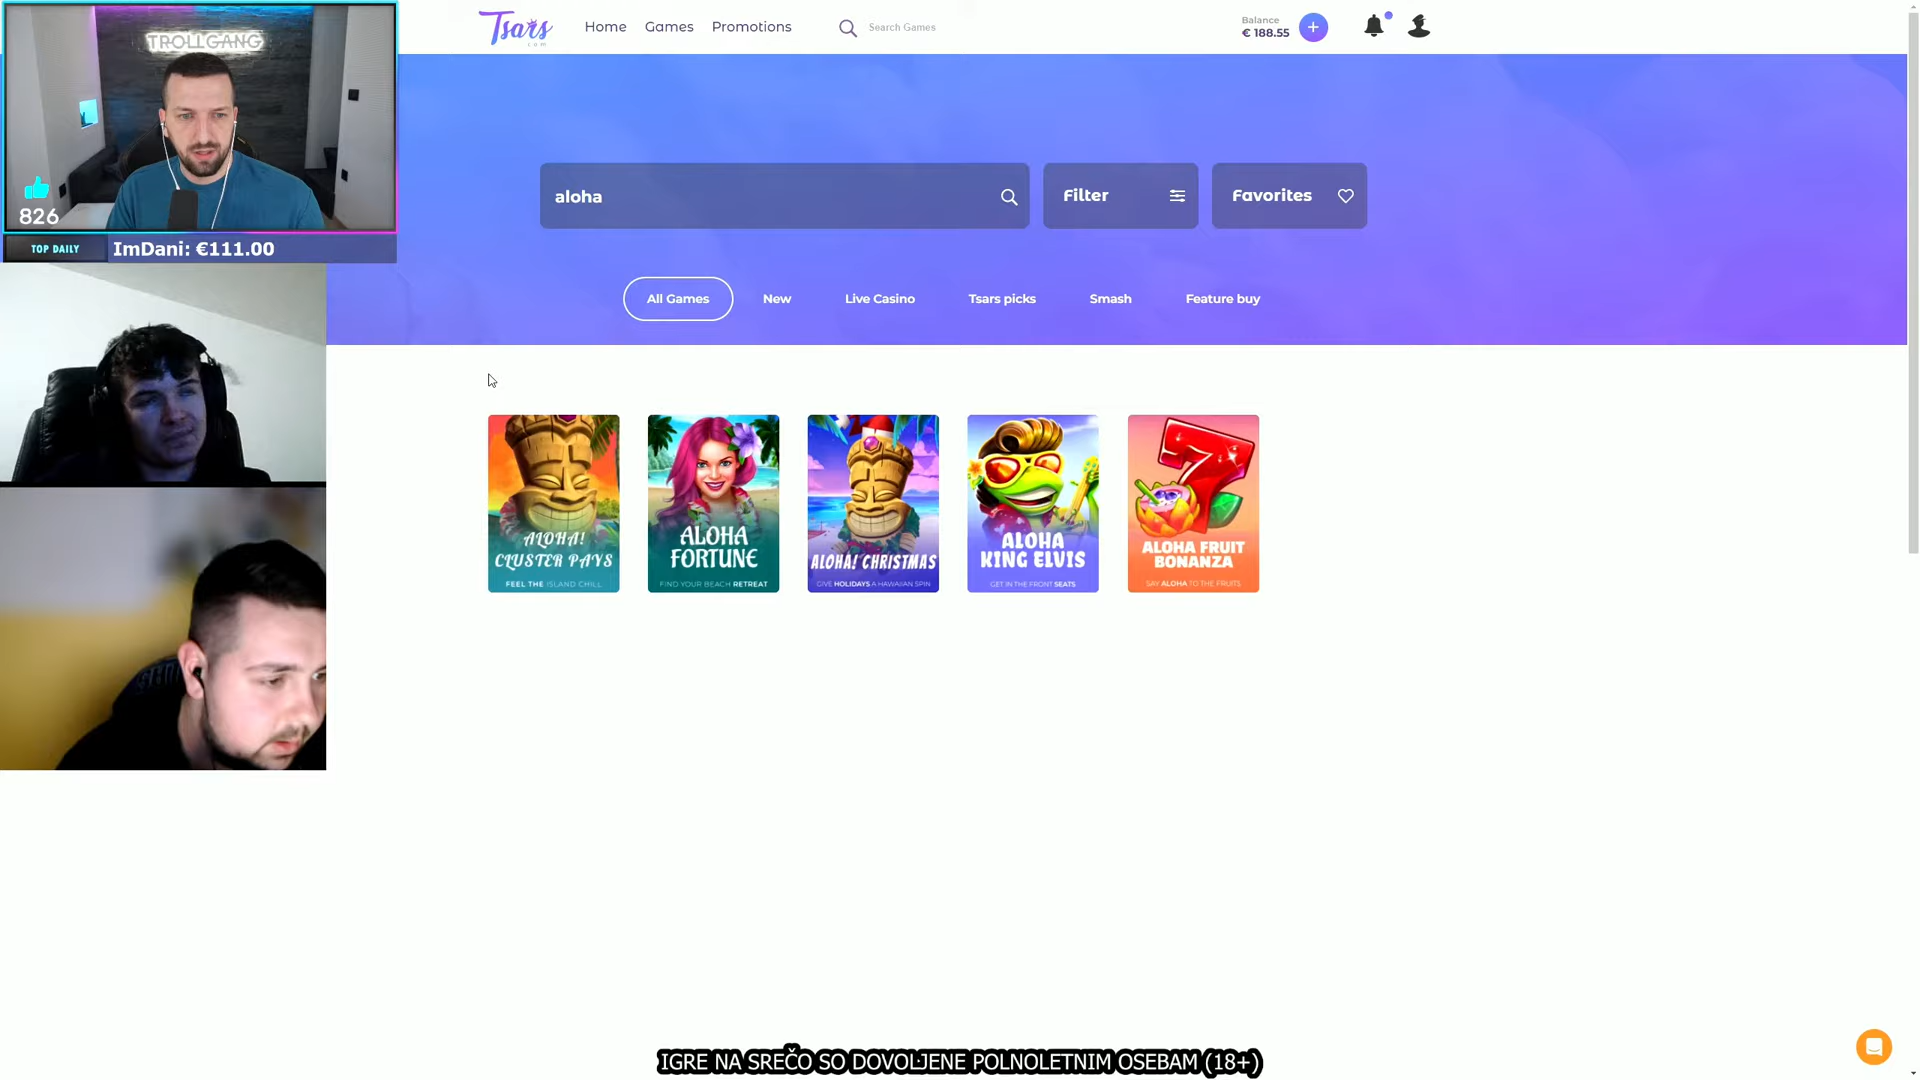 TROLLGANG
826
TOP DAILY
ImDani: €111.00
Tsars
.com
Home
Games
Promotions
Search Games
Balance
€ 188.55
aloha
Filter
Favorites
All Games
New
Live Casino
Tsars picks
Smash
Feature buy
ALOHA!
CLUSTER PAYS
FEEL THE ISLAND CHILL
ALOHA
FORTUNE
FIND YOUR BEACH RETREAT
ALOHA! CHRISTMAS
GIVE HOLIDAYS A HAWAIIAN SPIN
ALOHA
KING ELVIS
GET IN THE FRONT SEATS
7
ALOHA FRUIT
BONANZA
SAY ALOHA TO THE FRUITS
IGRE NA SREČO SO DOVOLJENE POLNOLETNIM OSEBAM (18+)